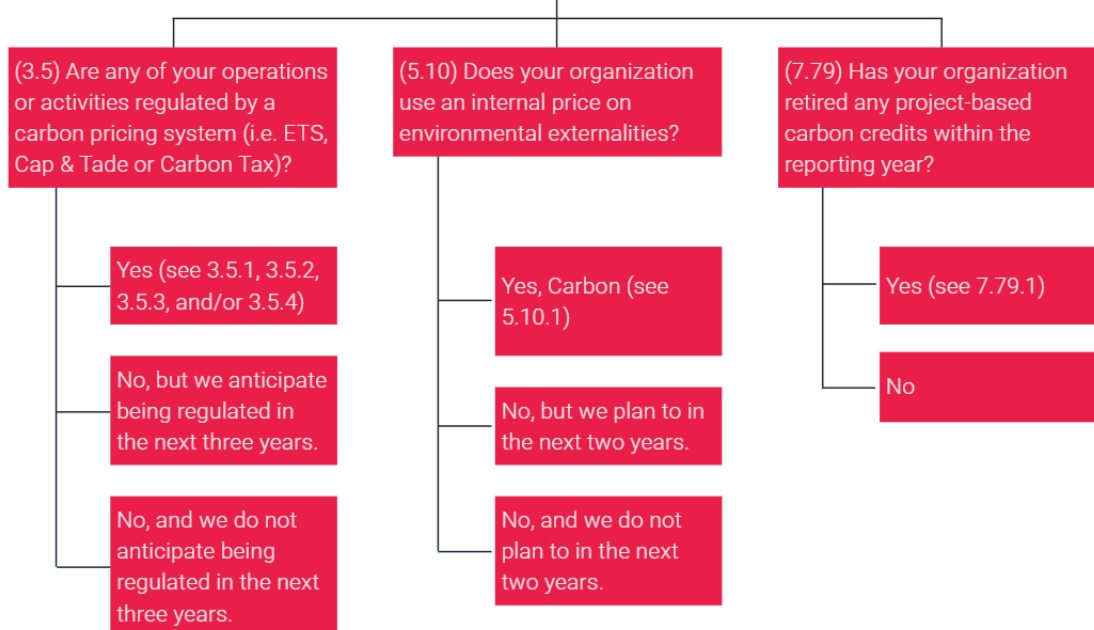 (3.5) Are any of your operations
or activities regulated by a
carbon pricing system (i.e. ETS,
Cap & Tade or Carbon Tax)?
Yes (see 3.5.1, 3.5.2,
3.5.3, and/or 3.5.4)
No, but we anticipate
being regulated in
the next three years.
No, and we do not
anticipate being
regulated in the next
three years.
(5.10) Does your organization
use an internal price on
environmental externalities?
Yes, Carbon (see
5.10.1)
No, but we plan to in
the next two years.
No, and we do not
plan to in the next
two years.
(7.79) Has your organization
retired any project-based
carbon credits within the
reporting year?
Yes (see 7.79.1)
No